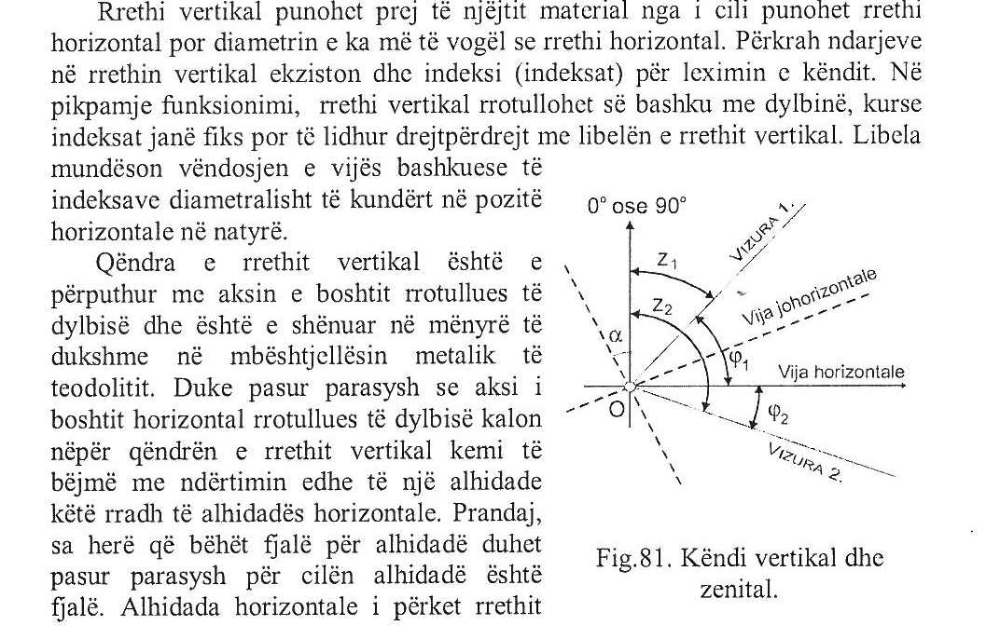 Rrethi vertikal punohet prej të njëjtit material nga i cili punohet rrethi
horizontal por diametrin e ka më të vogël se rrethi horizontal. Përkrah ndarjeve
në rrethin vertikal ekziston dhe indeksi (indeksat) për leximin e këndit. Në
pikpamje funksionimi, rrethi vertikal rrotullohet së bashku me dylbinë, kurse
indeksat janë fiks por të lidhur drejtpërdrejt me libelën e rrethit vertikal. Libela
mundëson vëndosjen e vijës bashkuese të
indeksave diametralisht të kundërt në pozitë
horizontale në natyrë.
Qëndra e rrethit vertikal është e
përputhur me aksin e boshtit rrotullues të
dylbisë dhe është e shënuar në mënyrë të
dukshme në mbështjellësin metalik të
teodolitit. Duke pasur parasysh se aksi i
boshtit horizontal rrotullues të dylbisë kalon
nëpër qëndrën e rrethit vertikal kemi të
bëjmë me ndërtimin edhe të një alhidade
këtë rradh të alhidadës horizontale. Prandaj,
sa herë që bëhët fjalë për alhidadë duhet
pasur parasysh për cilën alhidadë është
fjalë. Alhidada horizontale i përket rrethit
0° ose 90°
VIZURA 1.
Z1
Z2
Vija johorizontale
α
φ1
Vija horizontale
O
φ2
VIZURA 2.
Fig.81. Këndi vertikal dhe
zenital.